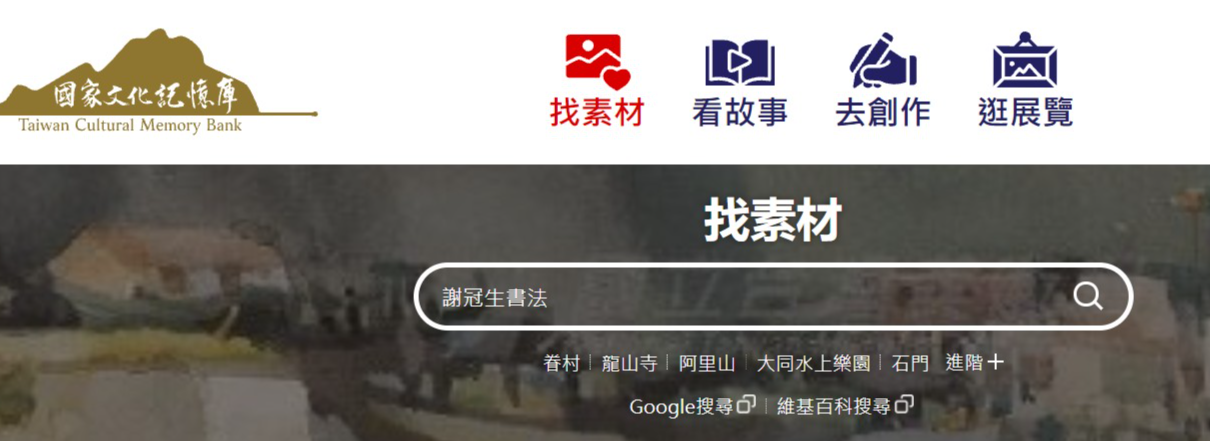 國家文化記憶庫
Taiwan Cultural Memory Bank
找素材 看故事 去創作 逛展覽
找素材
謝冠生書法
眷村 | 龍山寺 | 阿里山 | 大同水上樂園 | 石門 進階+
Google搜尋 | 維基百科搜尋